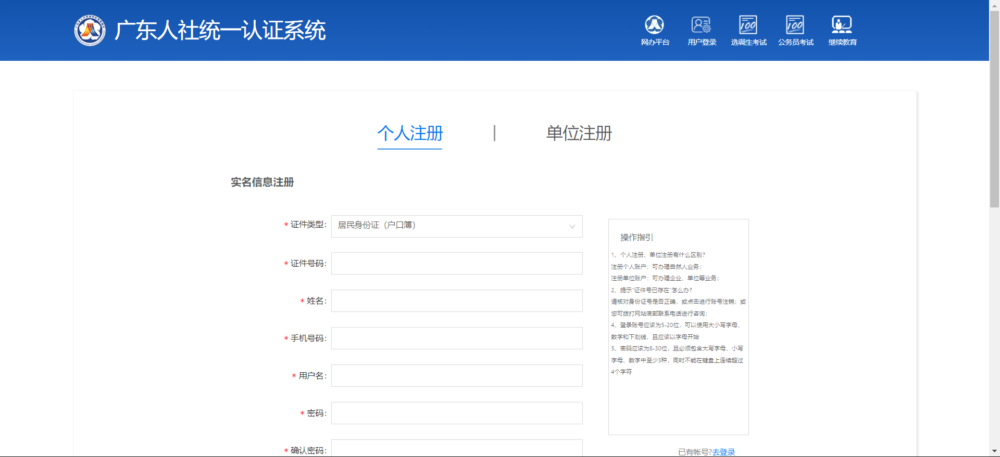 广东人社统一认证系统
网办平台
用户登录
选调生考试
公务员考试
继续教育
个人注册
单位注册
实名信息注册
* 证件类型:
居民身份证（户口簿）
* 证件号码:
* 姓名:
* 手机号码:
* 用户名:
* 密码:
* 确认密码:
操作指引
1、个人注册、单位注册有什么区别？
注册个人账户：可办理自然人业务；
注册单位账户：可办理企业、单位等业务；
2、提示“证件号已存在”怎么办？
请核对身份证号是否正确，或点击进行账号注销；或
您可拨打网站底部联系电话进行咨询；
4、登录账号应该为5-20位，可以使用大小写字母、
数字和下划线，且应该以字母开始
5、密码应该为8-30位，且必须包含大写字母、小写
字母、数字中至少3种，同时不能在键盘上连续超过
4个字符
已有帐号?去登录